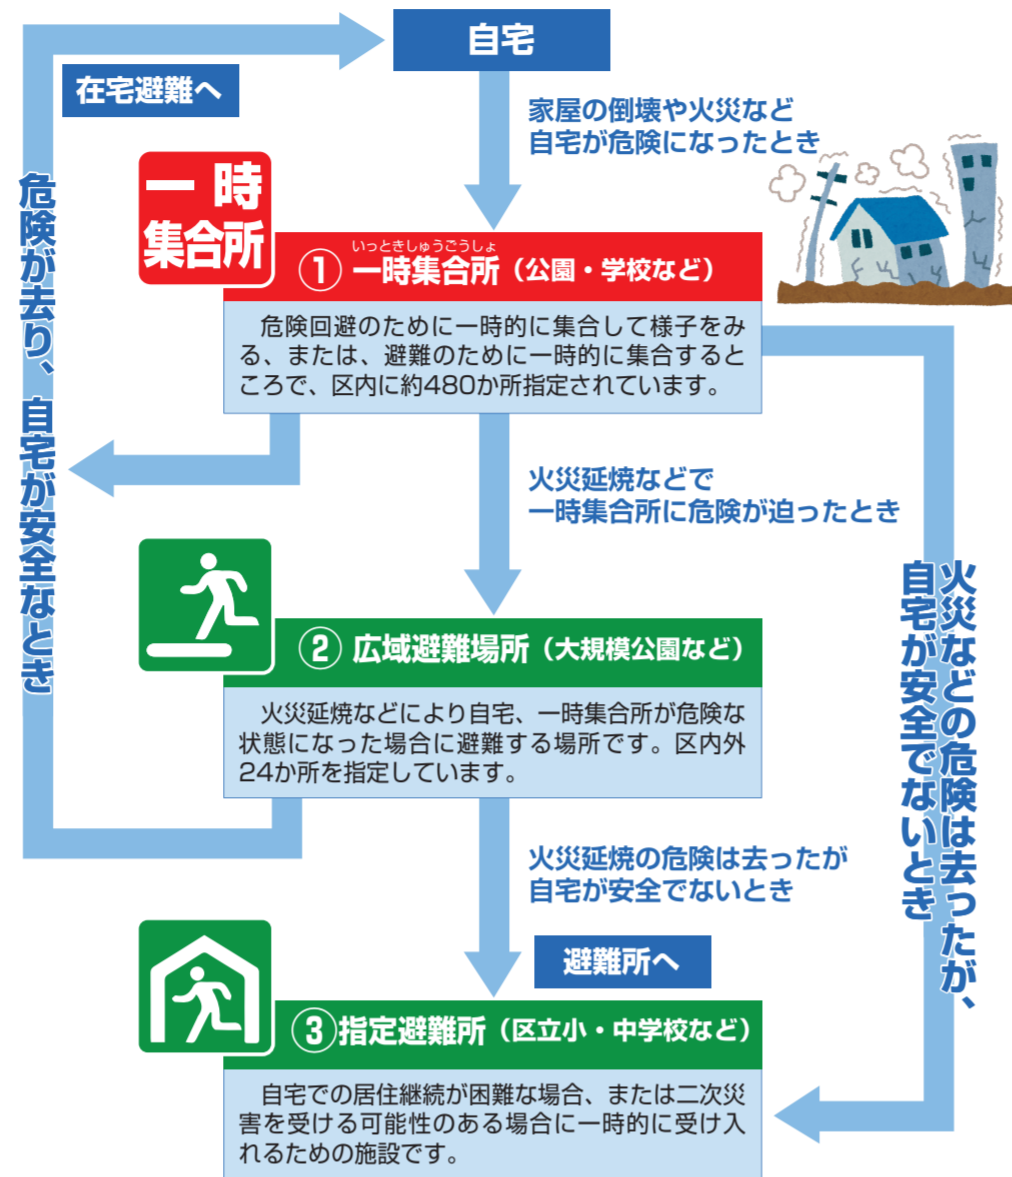 自宅
在宅避難へ
家屋の倒壊や火災など
自宅が危険になったとき
一時
集合所
いっときしゅうごうしょ
① 一時集合所（公園・学校など）
危険回避のために一時的に集合して様子をみ
る、または、避難のために一時的に集合すると
ころで、区内に約480か所指定されています。
危険が去り、自宅が安全なとき
火災延焼などで
一時集合所に危険が迫ったとき
火災などの危険は去ったが、
自宅が安全でないとき
② 広域避難場所（大規模公園など）
火災延焼などにより自宅、一時集合所が危険な
状態になった場合に避難する場所です。区内外
24か所を指定しています。
火災延焼の危険は去ったが
自宅が安全でないとき
避難所へ
③指定避難所（区立小・中学校など）
自宅での居住継続が困難な場合、または二次災
害を受ける可能性のある場合に一時的に受け入
れるための施設です。